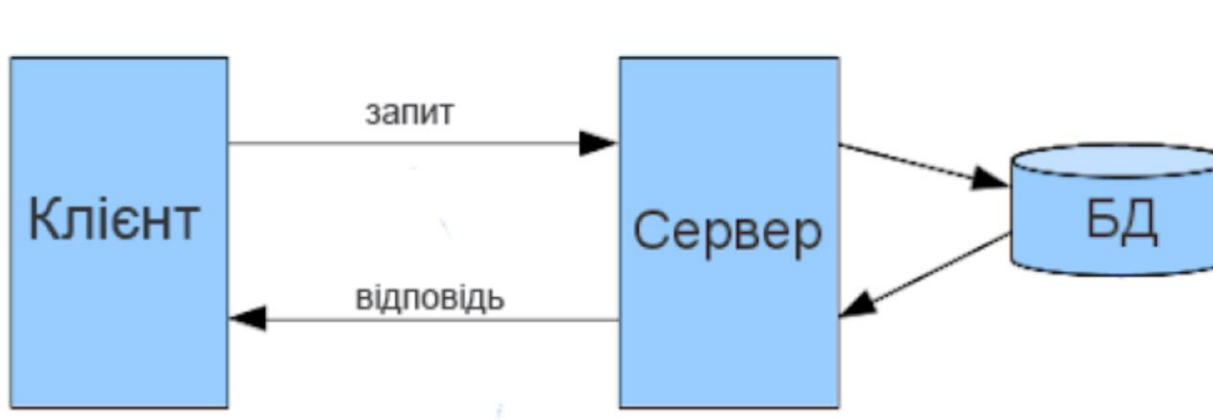 запит
Клієнт
Сервер
БД
відповідь